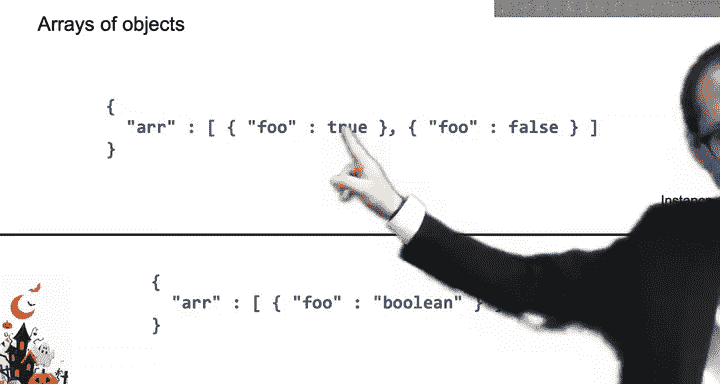 Arrays of objects
{
"arr" : [ { "foo" : true }, { "foo" : false } ]
}
{
"arr" : [ { "foo" : "boolean" }
}